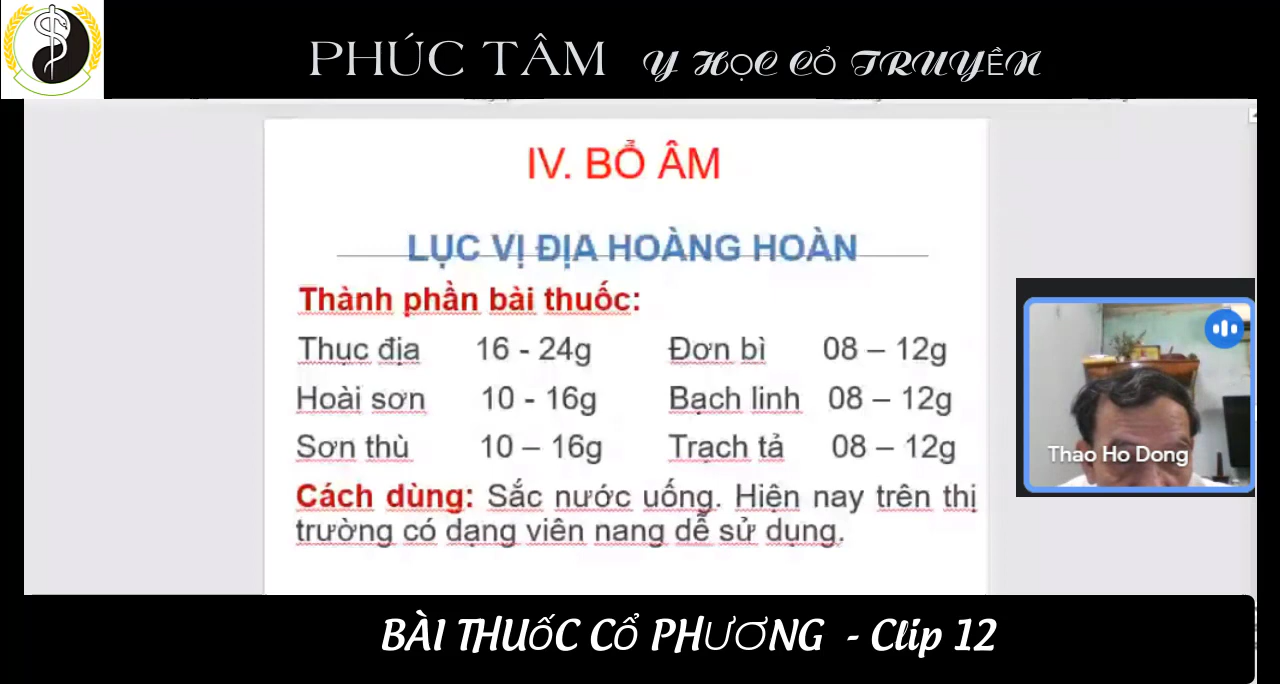 PHÚC TÂM Y HỌC CỔ TRUYỀN
IV. BỔ ÂM
LỤC VỊ ĐỊA HOÀNG HOÀN
Thành phần bài thuốc:
Thục địa 16 - 24g Đơn bì 08 – 12g
Hoài sơn 10 - 16g Bạch linh 08 – 12g
Sơn thù 10 – 16g Trạch tả 08 – 12g
Cách dùng: Sắc nước uống. Hiện nay trên thị
trường có dạng viên nang dễ sử dụng.
Thao Ho Dong
BÀI THUỐC CỔ PHƯƠNG - Clip 12